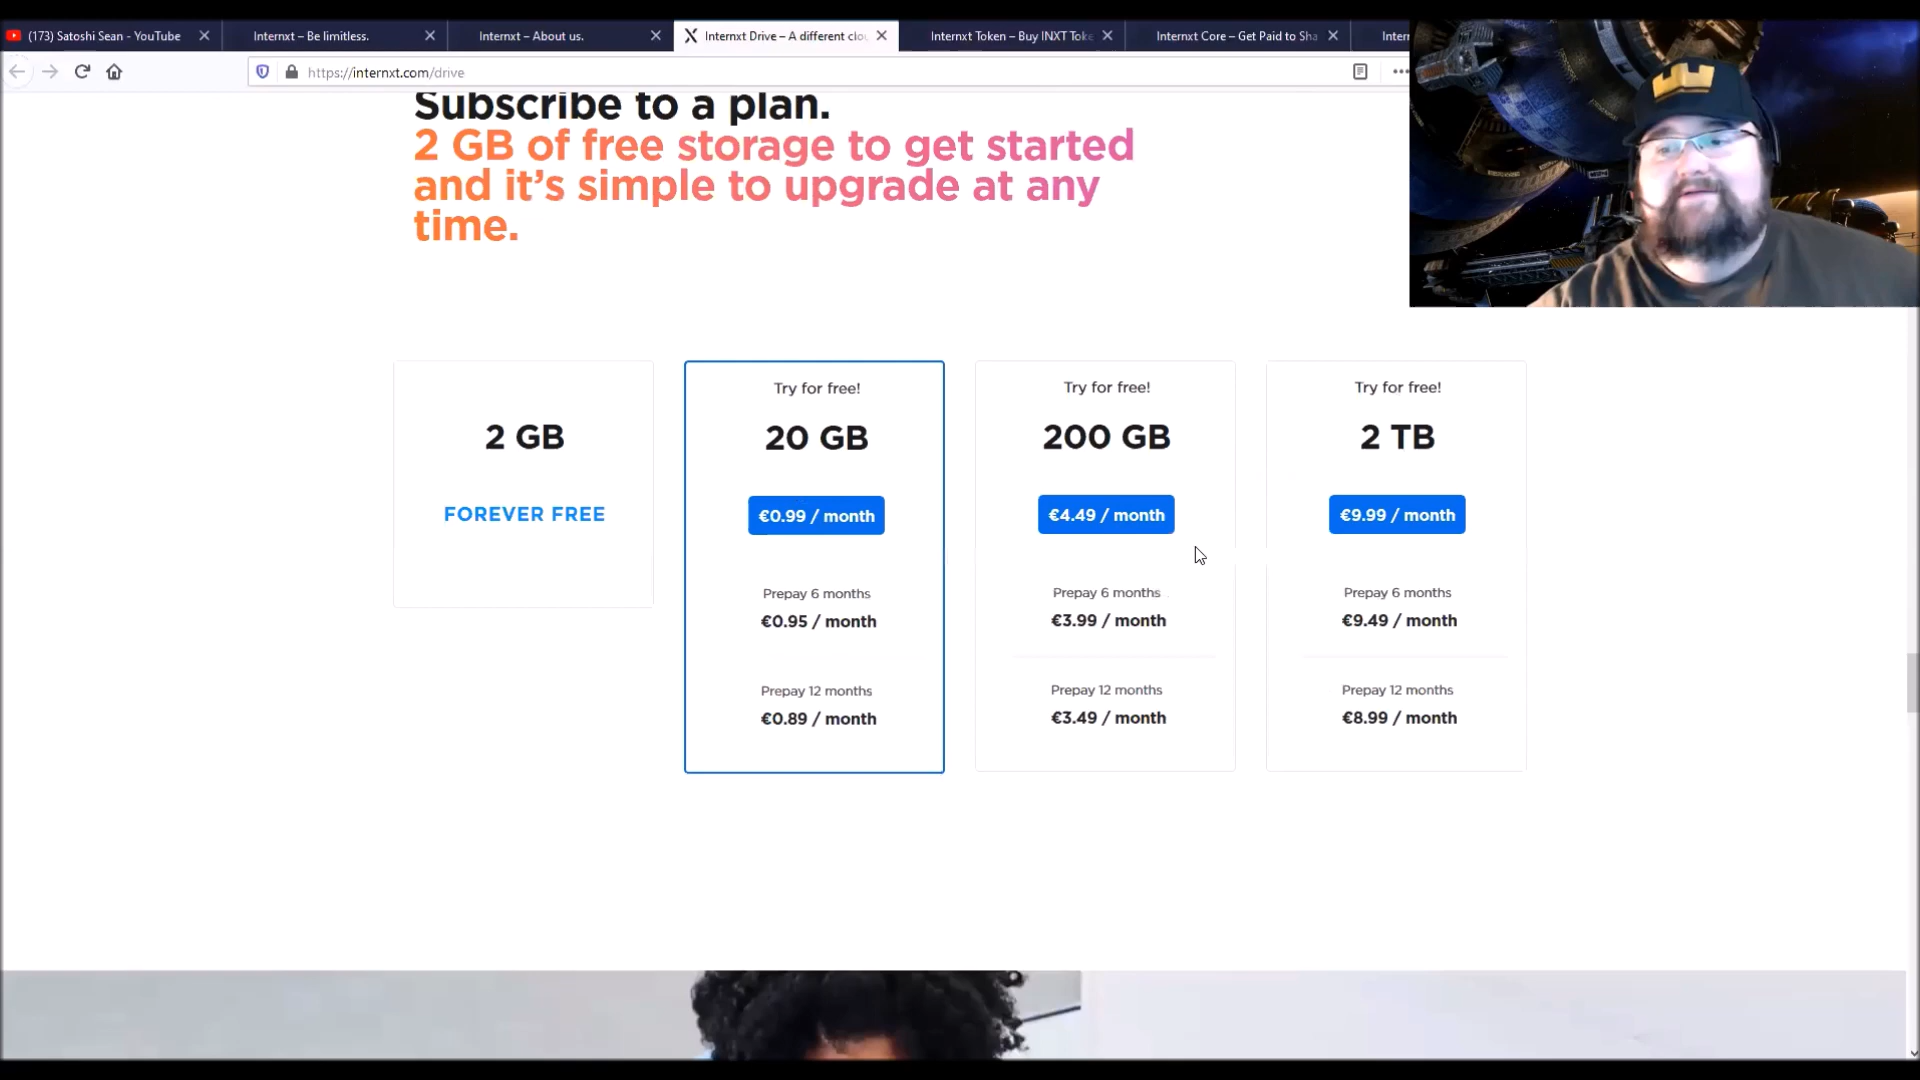 (173) Satoshi Sean - YouTube
Internxt – Be limitless.
Internxt – About us.
Internxt Drive – A different clou
Internxt Token – Buy INXT Toke
Internxt Core – Get Paid to Sha
Intern
https://internxt.com/drive
Subscribe to a plan.
2 GB of free storage to get started
and it’s simple to upgrade at any
time.
2 GB
FOREVER FREE
Try for free!
20 GB
€0.99 / month
Prepay 6 months
€0.95 / month
Prepay 12 months
€0.89 / month
Try for free!
200 GB
€4.49 / month
Prepay 6 months
€3.99 / month
Prepay 12 months
€3.49 / month
Try for free!
2 TB
€9.99 / month
Prepay 6 months
€9.49 / month
Prepay 12 months
€8.99 / month